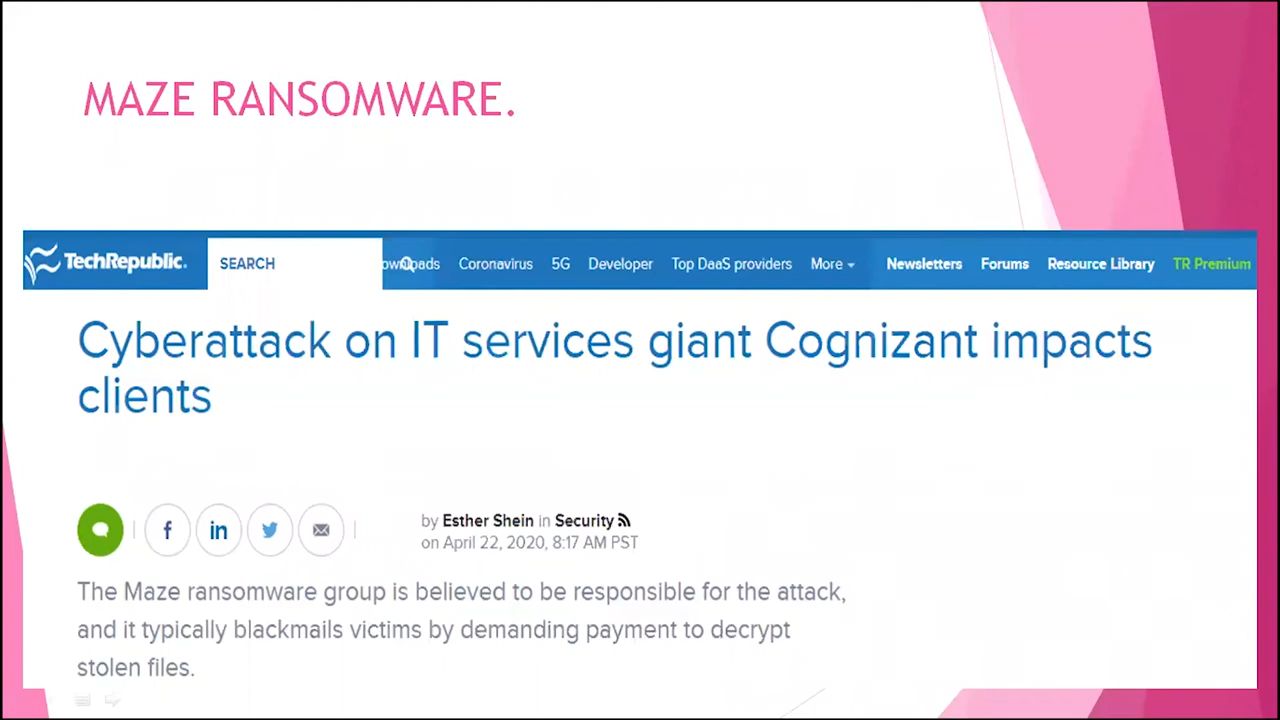 MAZE RANSOMWARE.
TechRepublic. SEARCH ownloads Coronavirus 5G Developer Top DaaS providers More Newsletters Forums Resource Library TR Premium
Cyberattack on IT services giant Cognizant impacts
clients
f in
by Esther Shein in Security
on April 22, 2020, 8:17 AM PST
The Maze ransomware group is believed to be responsible for the attack,
and it typically blackmails victims by demanding payment to decrypt
stolen files.